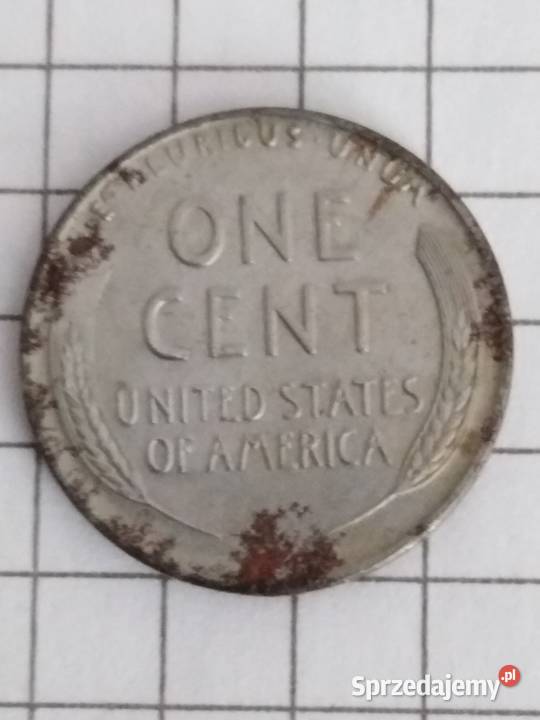 E·PLURIBUS·UNUM
ONE
CENT
UNITED STATES
OF AMERICA
Sprzedajemy.pl